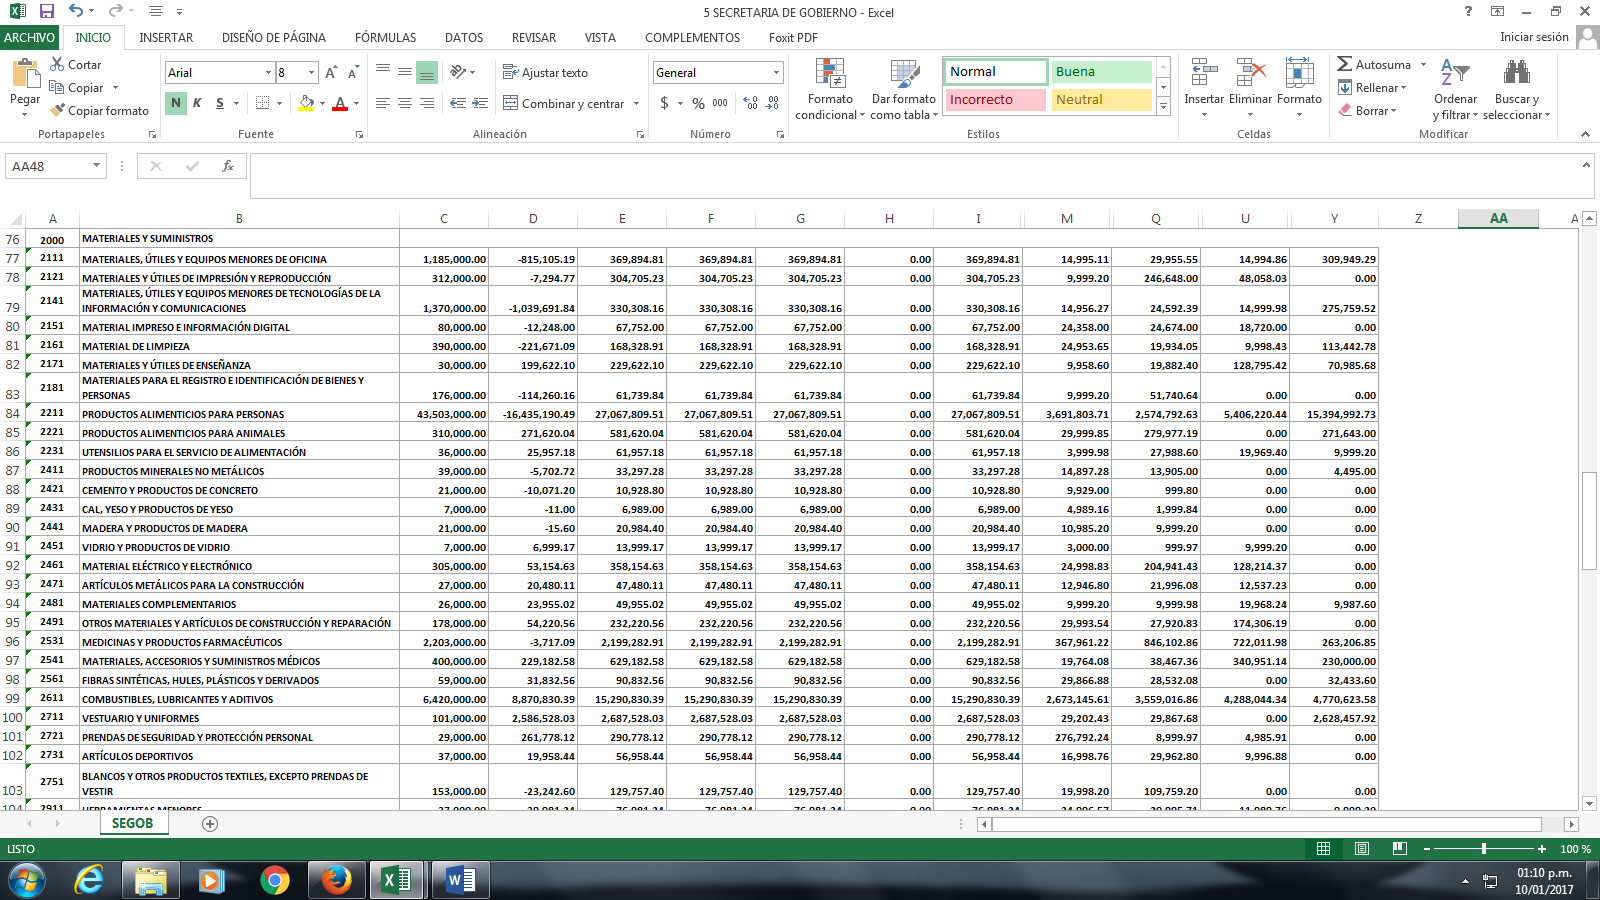 5 SECRETARIA DE GOBIERNO - Excel
ARCHIVO INICIO INSERTAR DISEÑO DE PÁGINA FÓRMULAS DATOS REVISAR VISTA COMPLEMENTOS Foxit PDF Iniciar sesión
Pegar Cortar Copiar Copiar formato Portapapeles
Arial 8 N K S Fuente
Ajustar texto Combinar y centrar Alineación
General $ % 000 Número
Formato condicional Dar formato como tabla Normal Buena Incorrecto Neutral Estilos
Insertar Eliminar Formato Celdas
Autosuma Rellenar Borrar Ordenar y filtrar Buscar y seleccionar Modificar
AA48 fx
A B C D E F G H I M Q U Y Z AA A
76 2000 MATERIALES Y SUMINISTROS
77 2111 MATERIALES, ÚTILES Y EQUIPOS MENORES DE OFICINA 1,185,000.00 -815,105.19 369,894.81 369,894.81 369,894.81 0.00 369,894.81 14,995.11 29,955.55 14,994.86 309,949.29
78 2121 MATERIALES Y ÚTILES DE IMPRESIÓN Y REPRODUCCIÓN 312,000.00 -7,294.77 304,705.23 304,705.23 304,705.23 0.00 304,705.23 9,999.20 246,648.00 48,058.03 0.00
79 2141 MATERIALES, ÚTILES Y EQUIPOS MENORES DE TECNOLOGÍAS DE LA
INFORMACIÓN Y COMUNICACIONES 1,370,000.00 -1,039,691.84 330,308.16 330,308.16 330,308.16 0.00 330,308.16 14,956.27 24,592.39 14,999.98 275,759.52
80 2151 MATERIAL IMPRESO E INFORMACIÓN DIGITAL 80,000.00 -12,248.00 67,752.00 67,752.00 67,752.00 0.00 67,752.00 24,358.00 24,674.00 18,720.00 0.00
81 2161 MATERIAL DE LIMPIEZA 390,000.00 -221,671.09 168,328.91 168,328.91 168,328.91 0.00 168,328.91 24,953.65 19,934.05 9,998.43 113,442.78
82 2171 MATERIALES Y ÚTILES DE ENSEÑANZA 30,000.00 199,622.10 229,622.10 229,622.10 229,622.10 0.00 229,622.10 9,958.60 19,882.40 128,795.42 70,985.68
83 2181 MATERIALES PARA EL REGISTRO E IDENTIFICACIÓN DE BIENES Y
PERSONAS 176,000.00 -114,260.16 61,739.84 61,739.84 61,739.84 0.00 61,739.84 9,999.20 51,740.64 0.00 0.00
84 2211 PRODUCTOS ALIMENTICIOS PARA PERSONAS 43,503,000.00 -16,435,190.49 27,067,809.51 27,067,809.51 27,067,809.51 0.00 27,067,809.51 3,691,803.71 2,574,792.63 5,406,220.44 15,394,992.73
85 2221 PRODUCTOS ALIMENTICIOS PARA ANIMALES 310,000.00 271,620.04 581,620.04 581,620.04 581,620.04 0.00 581,620.04 29,999.85 279,977.19 0.00 271,643.00
86 2231 UTENSILIOS PARA EL SERVICIO DE ALIMENTACIÓN 36,000.00 25,957.18 61,957.18 61,957.18 61,957.18 0.00 61,957.18 3,999.98 27,988.60 19,969.40 9,999.20
87 2411 PRODUCTOS MINERALES NO METÁLICOS 39,000.00 -5,702.72 33,297.28 33,297.28 33,297.28 0.00 33,297.28 14,897.28 13,905.00 0.00 4,495.00
88 2421 CEMENTO Y PRODUCTOS DE CONCRETO 21,000.00 -10,071.20 10,928.80 10,928.80 10,928.80 0.00 10,928.80 9,929.00 999.80 0.00 0.00
89 2431 CAL, YESO Y PRODUCTOS DE YESO 7,000.00 -11.00 6,989.00 6,989.00 6,989.00 0.00 6,989.00 4,989.16 1,999.84 0.00 0.00
90 2441 MADERA Y PRODUCTOS DE MADERA 21,000.00 -15.60 20,984.40 20,984.40 20,984.40 0.00 20,984.40 10,985.20 9,999.20 0.00 0.00
91 2451 VIDRIO Y PRODUCTOS DE VIDRIO 7,000.00 6,999.17 13,999.17 13,999.17 13,999.17 0.00 13,999.17 3,000.00 999.97 9,999.20 0.00
92 2461 MATERIAL ELÉCTRICO Y ELECTRÓNICO 305,000.00 53,154.63 358,154.63 358,154.63 358,154.63 0.00 358,154.63 24,998.83 204,941.43 128,214.37 0.00
93 2471 ARTÍCULOS METÁLICOS PARA LA CONSTRUCCIÓN 27,000.00 20,480.11 47,480.11 47,480.11 47,480.11 0.00 47,480.11 12,946.80 21,996.08 12,537.23 0.00
94 2481 MATERIALES COMPLEMENTARIOS 26,000.00 23,955.02 49,955.02 49,955.02 49,955.02 0.00 49,955.02 9,999.20 9,999.98 19,968.24 9,987.60
95 2491 OTROS MATERIALES Y ARTÍCULOS DE CONSTRUCCIÓN Y REPARACIÓN 178,000.00 54,220.56 232,220.56 232,220.56 232,220.56 0.00 232,220.56 29,993.54 27,920.83 174,306.19 0.00
96 2531 MEDICINAS Y PRODUCTOS FARMACÉUTICOS 2,203,000.00 -3,717.09 2,199,282.91 2,199,282.91 2,199,282.91 0.00 2,199,282.91 367,961.22 846,102.86 722,011.98 263,206.85
97 2541 MATERIALES, ACCESORIOS Y SUMINISTROS MÉDICOS 400,000.00 229,182.58 629,182.58 629,182.58 629,182.58 0.00 629,182.58 19,764.08 38,467.36 340,951.14 230,000.00
98 2561 FIBRAS SINTÉTICAS, HULES, PLÁSTICOS Y DERIVADOS 59,000.00 31,832.56 90,832.56 90,832.56 90,832.56 0.00 90,832.56 29,866.88 28,532.08 0.00 32,433.60
99 2611 COMBUSTIBLES, LUBRICANTES Y ADITIVOS 6,420,000.00 8,870,830.39 15,290,830.39 15,290,830.39 15,290,830.39 0.00 15,290,830.39 2,673,145.61 3,559,016.86 4,288,044.34 4,770,623.58
100 2711 VESTUARIO Y UNIFORMES 101,000.00 2,586,528.03 2,687,528.03 2,687,528.03 2,687,528.03 0.00 2,687,528.03 29,202.43 29,867.68 0.00 2,628,457.92
101 2721 PRENDAS DE SEGURIDAD Y PROTECCIÓN PERSONAL 29,000.00 261,778.12 290,778.12 290,778.12 290,778.12 0.00 290,778.12 276,792.24 8,999.97 4,985.91 0.00
102 2731 ARTÍCULOS DEPORTIVOS 37,000.00 19,958.44 56,958.44 56,958.44 56,958.44 0.00 56,958.44 16,998.76 29,962.80 9,996.88 0.00
103 2751 BLANCOS Y OTROS PRODUCTOS TEXTILES, EXCEPTO PRENDAS DE
VESTIR 153,000.00 -23,242.60 129,757.40 129,757.40 129,757.40 0.00 129,757.40 19,998.20 109,759.20 0.00 0.00
104 2911 HERRAMIENTAS MENORES
SEGOB
LISTO 100 %
01:10 p.m.
10/01/2017